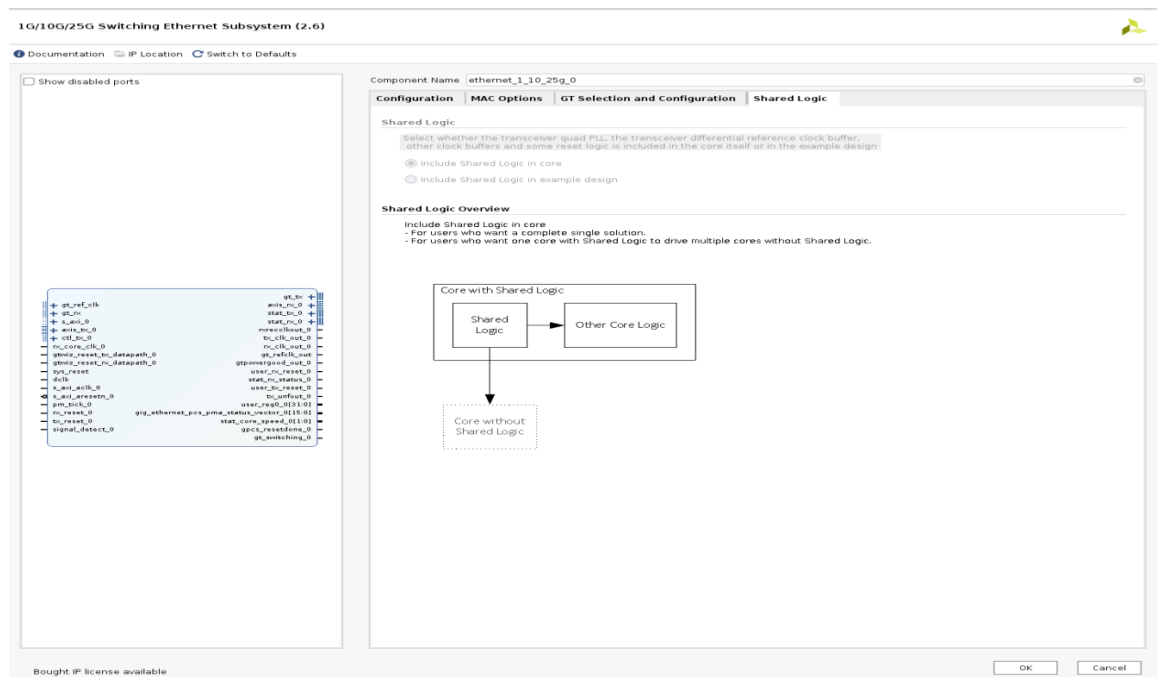 1G/10G/25G Switching Ethernet Subsystem (2.6)
Documentation IP Location Switch to Defaults
Show disabled ports
gt_ref_clk
gt_rx
s_axi_0
axis_tx_0
ctl_tx_0
rx_core_clk_0
gtwiz_reset_tx_datapath_0
gtwiz_reset_rx_datapath_0
sys_reset
dclk
s_axi_aclk_0
s_axi_aresetn_0
pm_tick_0
rx_reset_0
tx_reset_0
signal_detect_0
gt_tx
axis_rx_0
stat_tx_0
stat_rx_0
rxrecclkout_0
tx_clk_out_0
rx_clk_out_0
gt_refclk_out
gtpowergood_out_0
user_rx_reset_0
stat_rx_status_0
user_tx_reset_0
tx_unfout_0
user_reg0_0[31:0]
gig_ethernet_pcs_pma_status_vector_0[15:0]
stat_core_speed_0[1:0]
gpcs_resetdone_0
gt_switching_0
Component Name ethernet_1_10_25g_0
Configuration MAC Options GT Selection and Configuration Shared Logic
Shared Logic
Select whether the transceiver quad PLL, the transceiver differential reference clock buffer,
other clock buffers and some reset logic is included in the core itself or in the example design
Include Shared Logic in core
Include Shared Logic in example design
Shared Logic Overview
Include Shared Logic in core
- For users who want a complete single solution.
- For users who want one core with Shared Logic to drive multiple cores without Shared Logic.
Core with Shared Logic
Shared
Logic
Other Core Logic
Core without
Shared Logic
Bought IP license available
OK Cancel